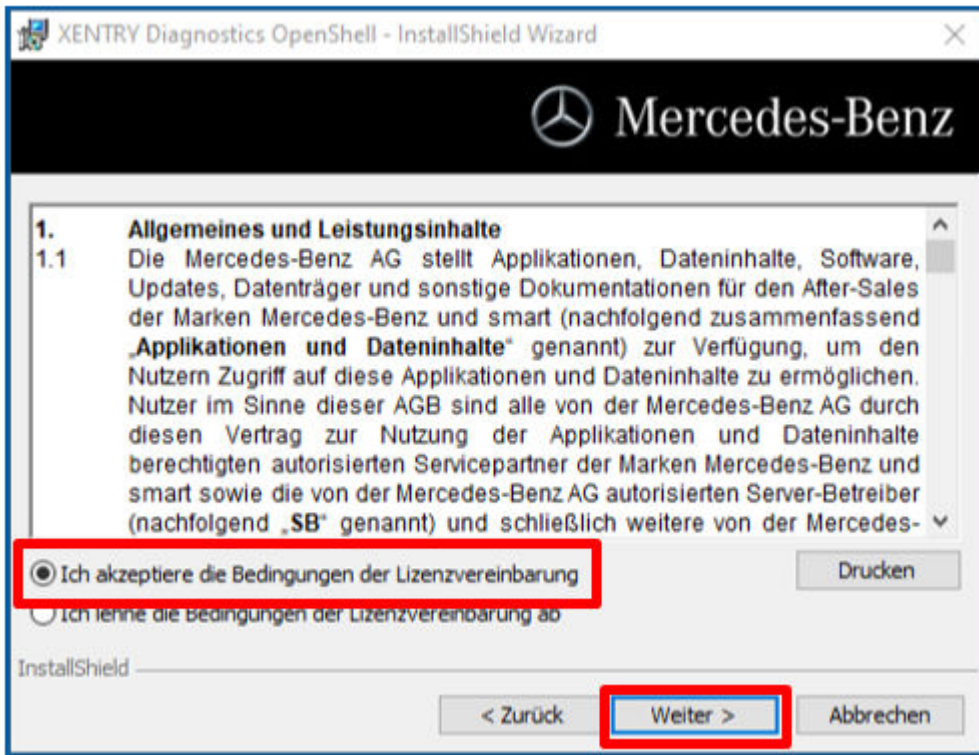 XENTRY Diagnostics OpenShell - InstallShield Wizard
Mercedes-Benz
1. Allgemeines und Leistungsinhalte
1.1 Die Mercedes-Benz AG stellt Applikationen, Dateninhalte, Software,
Updates, Datenträger und sonstige Dokumentationen für den After-Sales
der Marken Mercedes-Benz und smart (nachfolgend zusammenfassend
„Applikationen und Dateninhalte“ genannt) zur Verfügung, um den
Nutzern Zugriff auf diese Applikationen und Dateninhalte zu ermöglichen.
Nutzer im Sinne dieser AGB sind alle von der Mercedes-Benz AG durch
diesen Vertrag zur Nutzung der Applikationen und Dateninhalte
berechtigten autorisierten Servicepartner der Marken Mercedes-Benz und
smart sowie die von der Mercedes-Benz AG autorisierten Server-Betreiber
(nachfolgend „SB“ genannt) und schließlich weitere von der Mercedes-
Ich akzeptiere die Bedingungen der Lizenzvereinbarung
Drucken
Ich lehne die Bedingungen der Lizenzvereinbarung ab
InstallShield
< Zurück
Weiter >
Abbrechen